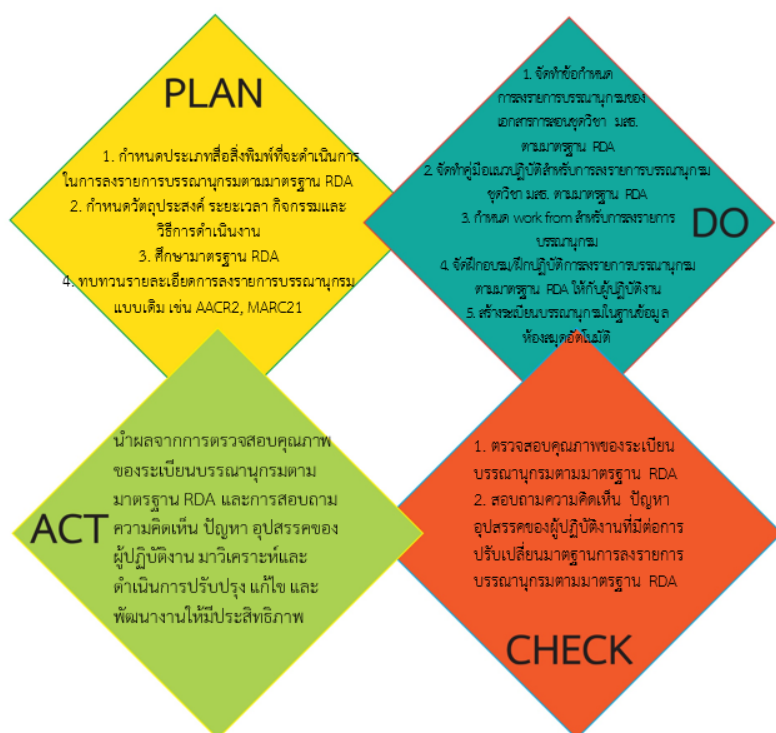 PLAN
1. กำหนดประเภทสื่อสิ่งพิมพ์ที่จะดำเนินการ
ในการลงรายการบรรณานุกรมตามมาตรฐาน RDA
2. กำหนดวัตถุประสงค์ ระยะเวลา กิจกรรมและ
วิธีการดำเนินงาน
3. ศึกษามาตรฐาน RDA
4. ทบทวนรายละเอียดการลงรายการบรรณานุกรม
แบบเดิม เช่น AACR2, MARC21
1. จัดทำข้อกำหนด
การลงรายการบรรณานุกรมของ
เอกสารการสอนชุดวิชา มสธ.
ตามมาตรฐาน RDA
2. จัดทำคู่มือแนวปฏิบัติสำหรับการลงรายการบรรณานุกรม
ชุดวิชา มสธ. ตามมาตรฐาน RDA
3. กำหนด work from สำหรับการลงรายการ
บรรณานุกรม
4. จัดฝึกอบรม/ฝึกปฏิบัติการลงรายการบรรณานุกรม
ตามมาตรฐาน RDA ให้กับผู้ปฏิบัติงาน
5. สร้างระเบียนบรรณานุกรมในฐานข้อมูล
ห้องสมุดอัตโนมัติ
DO
นำผลจากการตรวจสอบคุณภาพ
ของระเบียนบรรณานุกรมตาม
มาตรฐาน RDA และการสอบถาม
ความคิดเห็น ปัญหา อุปสรรคของ
ผู้ปฏิบัติงาน มาวิเคราะห์และ
ดำเนินการปรับปรุง แก้ไข และ
พัฒนางานให้มีประสิทธิภาพ
ACT
1. ตรวจสอบคุณภาพของระเบียน
บรรณานุกรมตามมาตรฐาน RDA
2. สอบถามความคิดเห็น ปัญหา
อุปสรรคของผู้ปฏิบัติงานที่มีต่อการ
ปรับเปลี่ยนมาตฐานการลงรายการ
บรรณานุกรมตามมาตรฐาน RDA
CHECK